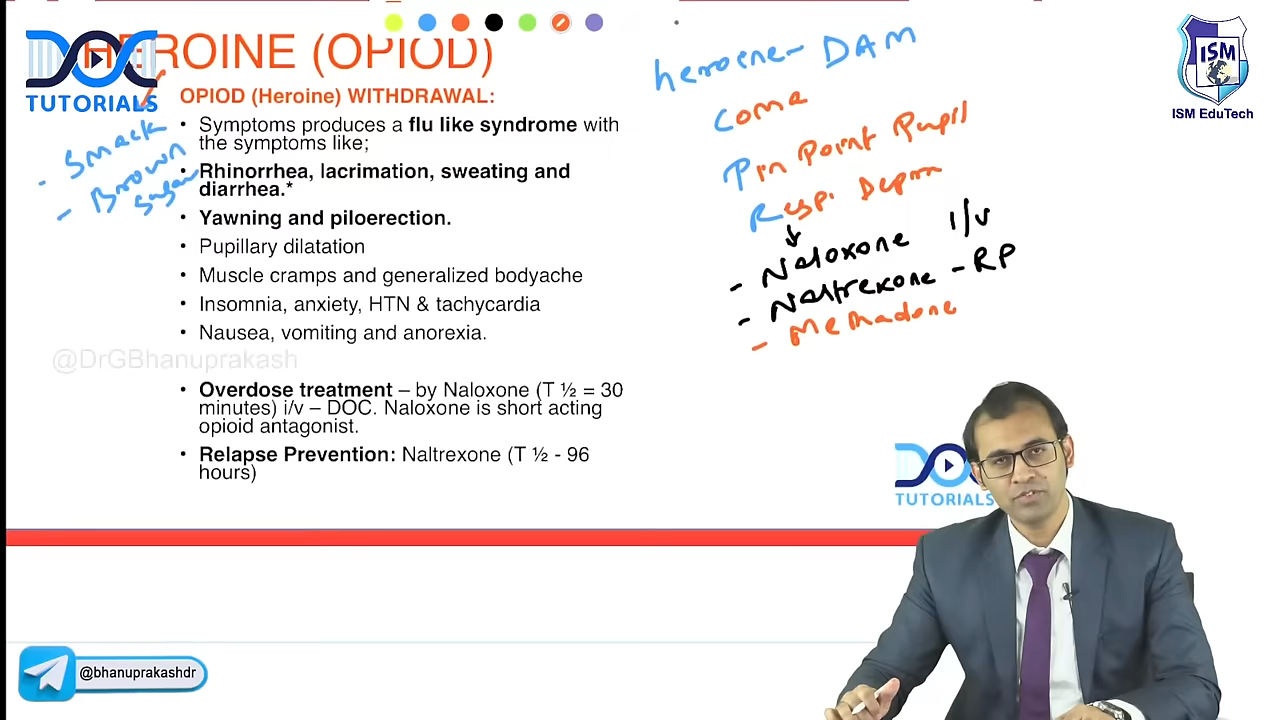 HEROINE (OPIOD)
DOC
TUTORIALS
ISM
ISM EduTech
OPIOD (Heroine) WITHDRAWAL:
• Symptoms produces a flu like syndrome with
the symptoms like;
• Rhinorrhea, lacrimation, sweating and
diarrhea.*
• Yawning and piloerection.
• Pupillary dilatation
• Muscle cramps and generalized bodyache
• Insomnia, anxiety, HTN & tachycardia
• Nausea, vomiting and anorexia.
@DrGBhanuprakash
• Overdose treatment – by Naloxone (T ½ = 30
minutes) i/v – DOC. Naloxone is short acting
opioid antagonist.
• Relapse Prevention: Naltrexone (T ½ - 96
hours)
- Smack
- Brown
sugar
heroene- DAM
Coma
Pin Point Pupil
Resp. Depron
- Naloxone i/v
- Naltrexone - RP
- Methadone
DOC
TUTORIALS
@bhanuprakashdr